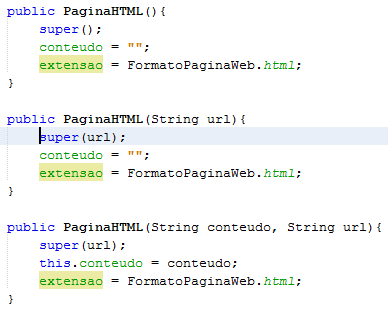 public PaginaHTML(){
super();
conteudo = "";
extensao = FormatoPaginaWeb.html;
}
public PaginaHTML(String url){
super(url);
conteudo = "";
extensao = FormatoPaginaWeb.html;
}
public PaginaHTML(String conteudo, String url){
super(url);
this.conteudo = conteudo;
extensao = FormatoPaginaWeb.html;
}